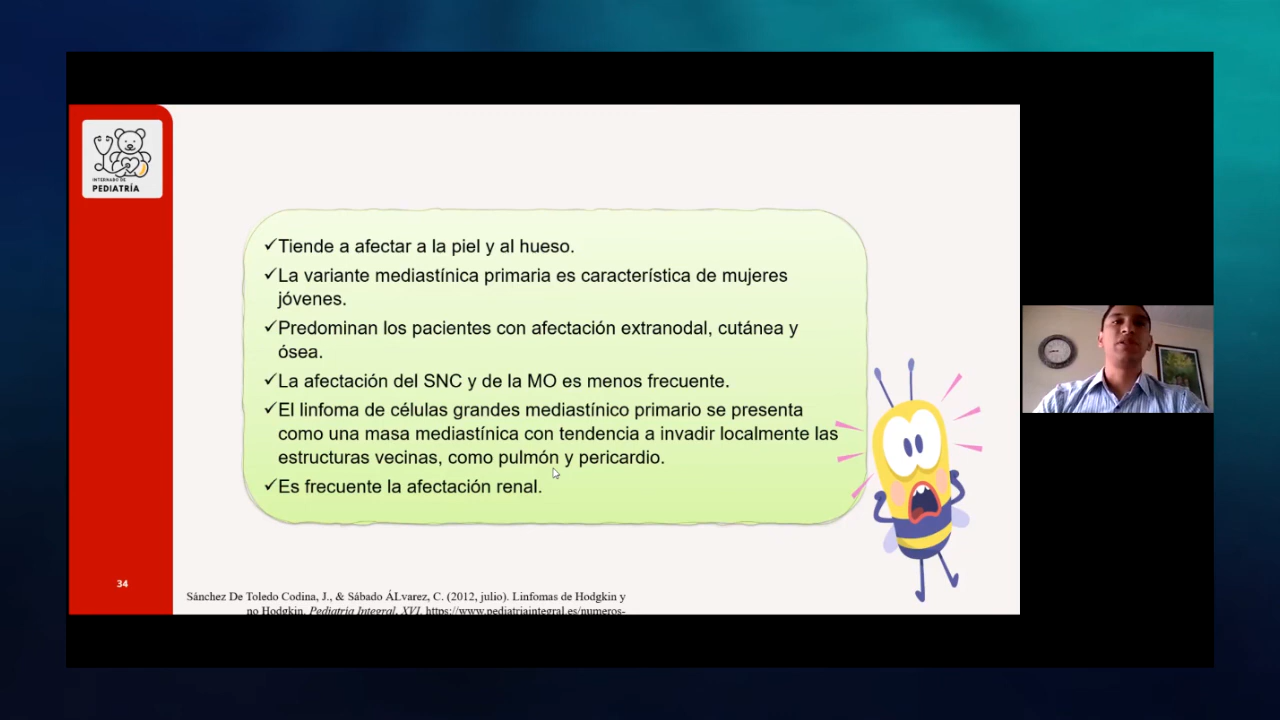 INTERNADO DE
PEDIATRÍA
✓Tiende a afectar a la piel y al hueso.
✓La variante mediastínica primaria es característica de mujeres
jóvenes.
✓Predominan los pacientes con afectación extranodal, cutánea y
ósea.
✓La afectación del SNC y de la MO es menos frecuente.
✓El linfoma de células grandes mediastínico primario se presenta
como una masa mediastínica con tendencia a invadir localmente las
estructuras vecinas, como pulmón y pericardio.
✓Es frecuente la afectación renal.
34
Sánchez De Toledo Codina, J., & Sábado ÁLvarez, C. (2012, julio). Linfomas de Hodgkin y
no Hodgkin. Pediatría Integral, XVI. https://www.pediatriaintegral.es/numeros-